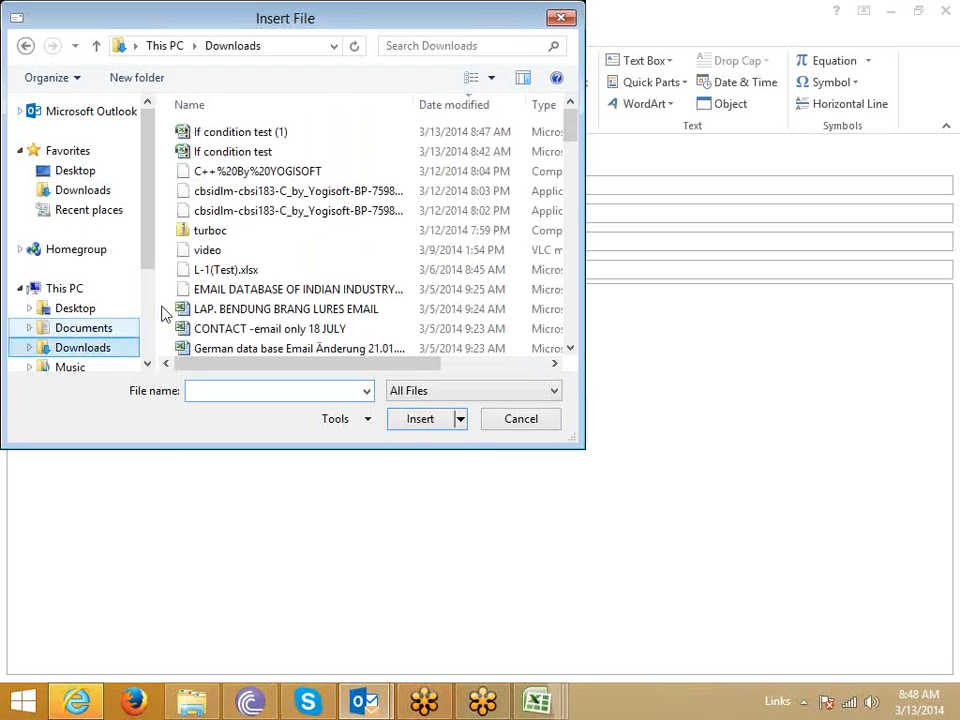 Insert File
This PC
Downloads
Search Downloads
Organize
New folder
Microsoft Outlook
Favorites
Desktop
Downloads
Recent places
Homegroup
This PC
Desktop
Documents
Downloads
Music
Name
Date modified
Type
If condition test (1)
3/13/2014 8:47 AM
Micros
If condition test
3/13/2014 8:42 AM
Micros
C++%20By%20YOGISOFT
3/12/2014 8:04 PM
Comp
cbsidlm-cbsi183-C_by_Yogisoft-BP-7598...
3/12/2014 8:03 PM
Applic
cbsidlm-cbsi183-C_by_Yogisoft-BP-7598...
3/12/2014 8:02 PM
Applic
turboc
3/12/2014 7:59 PM
Comp
video
3/9/2014 1:54 PM
VLC m
L-1(Test).xlsx
3/6/2014 8:45 AM
Micros
EMAIL DATABASE OF INDIAN INDUSTRY...
3/5/2014 9:25 AM
Micros
LAP. BENDUNG BRANG LURES EMAIL
3/5/2014 9:24 AM
Micros
CONTACT -email only 18 JULY
3/5/2014 9:23 AM
Micros
German data base Email Änderung 21.01....
3/5/2014 9:23 AM
Micros
File name:
All Files
Tools
Insert
Cancel
Text Box
Quick Parts
WordArt
Drop Cap
Date & Time
Object
Text
Equation
Symbol
Horizontal Line
Symbols
Links
8:48 AM
3/13/2014